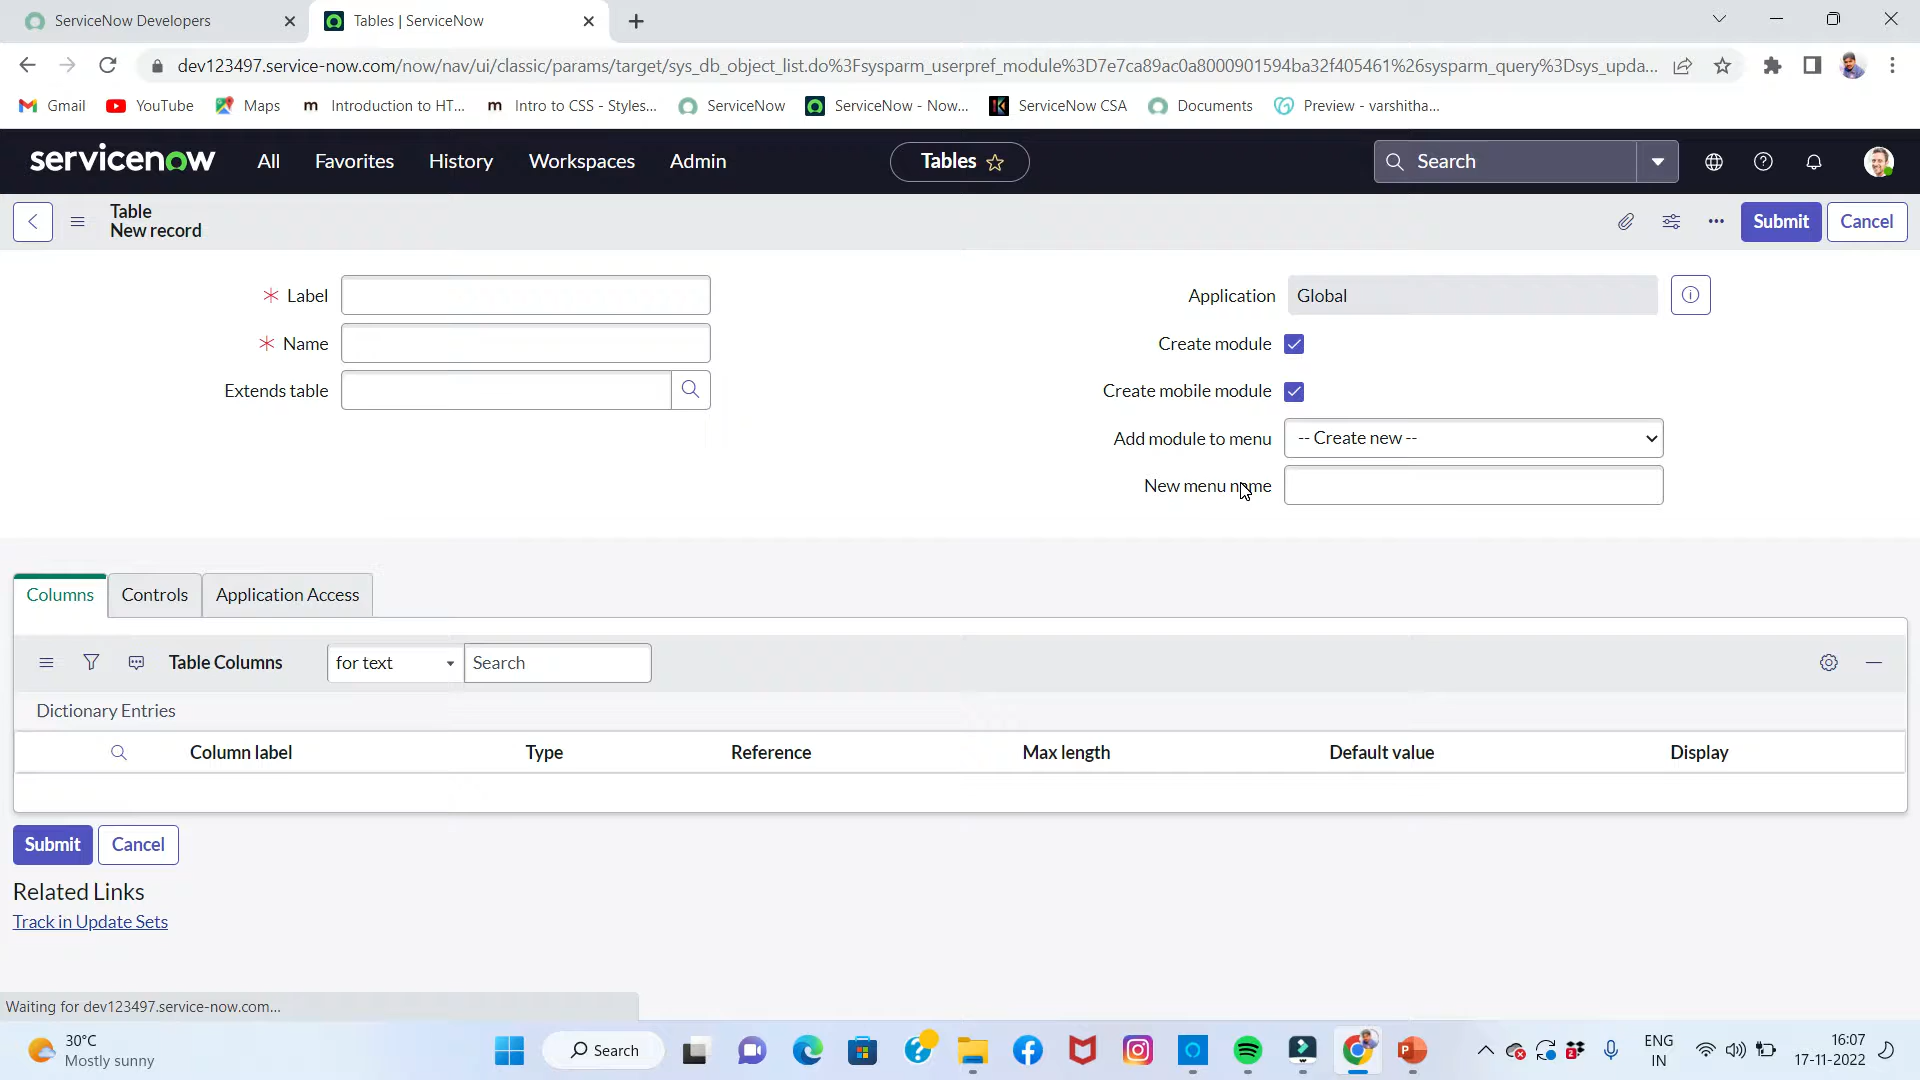 ServiceNow Developers
Tables | ServiceNow
dev123497.service-now.com/now/nav/ui/classic/params/target/sys_db_object_list.do%3Fsysparm_userpref_module%3D7e7ca89ac0a8000901594ba32f405461%26sysparm_query%3Dsys_upda...
Gmail
YouTube
Maps
Introduction to HT...
Intro to CSS - Styles...
ServiceNow
ServiceNow - Now...
ServiceNow CSA
Documents
Preview - varshitha...
servicenow
All
Favorites
History
Workspaces
Admin
Tables
Search
Table
New record
Submit
Cancel
Label
Name
Extends table
Application
Global
Create module
Create mobile module
Add module to menu
-- Create new --
New menu name
Columns
Controls
Application Access
Table Columns
for text
Search
Dictionary Entries
Column label
Type
Reference
Max length
Default value
Display
Submit
Cancel
Related Links
Track in Update Sets
Waiting for dev123497.service-now.com...
30°C
Mostly sunny
Search
ENG
IN
16:07
17-11-2022